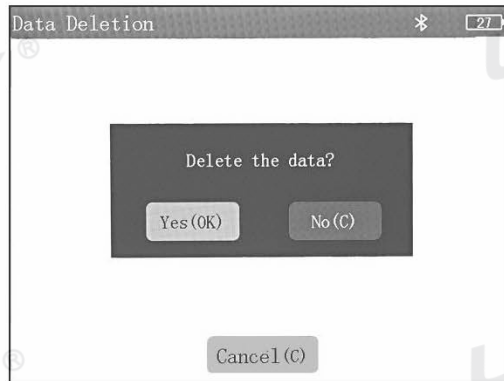 Data Deletion 27
Delete the data?
Yes(OK) No(C)
Cancel(C)
®
®